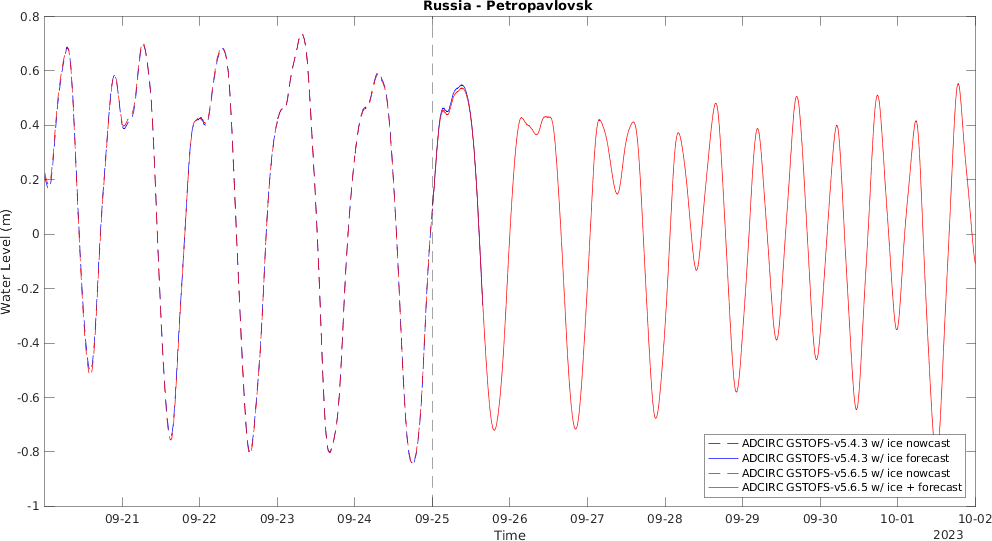 Russia - Petropavlovsk
0.8
0.6
0.4
0.2
0
-0.2
-0.4
-0.6
-0.8
-1
Water Level (m)
ADCIRC GSTOFS-v5.4.3 w/ ice nowcast
ADCIRC GSTOFS-v5.4.3 w/ ice forecast
ADCIRC GSTOFS-v5.6.5 w/ ice nowcast
ADCIRC GSTOFS-v5.6.5 w/ ice + forecast
09-21 09-22 09-23 09-24 09-25 09-26 09-27 09-28 09-29 09-30 10-01 10-02
Time
2023